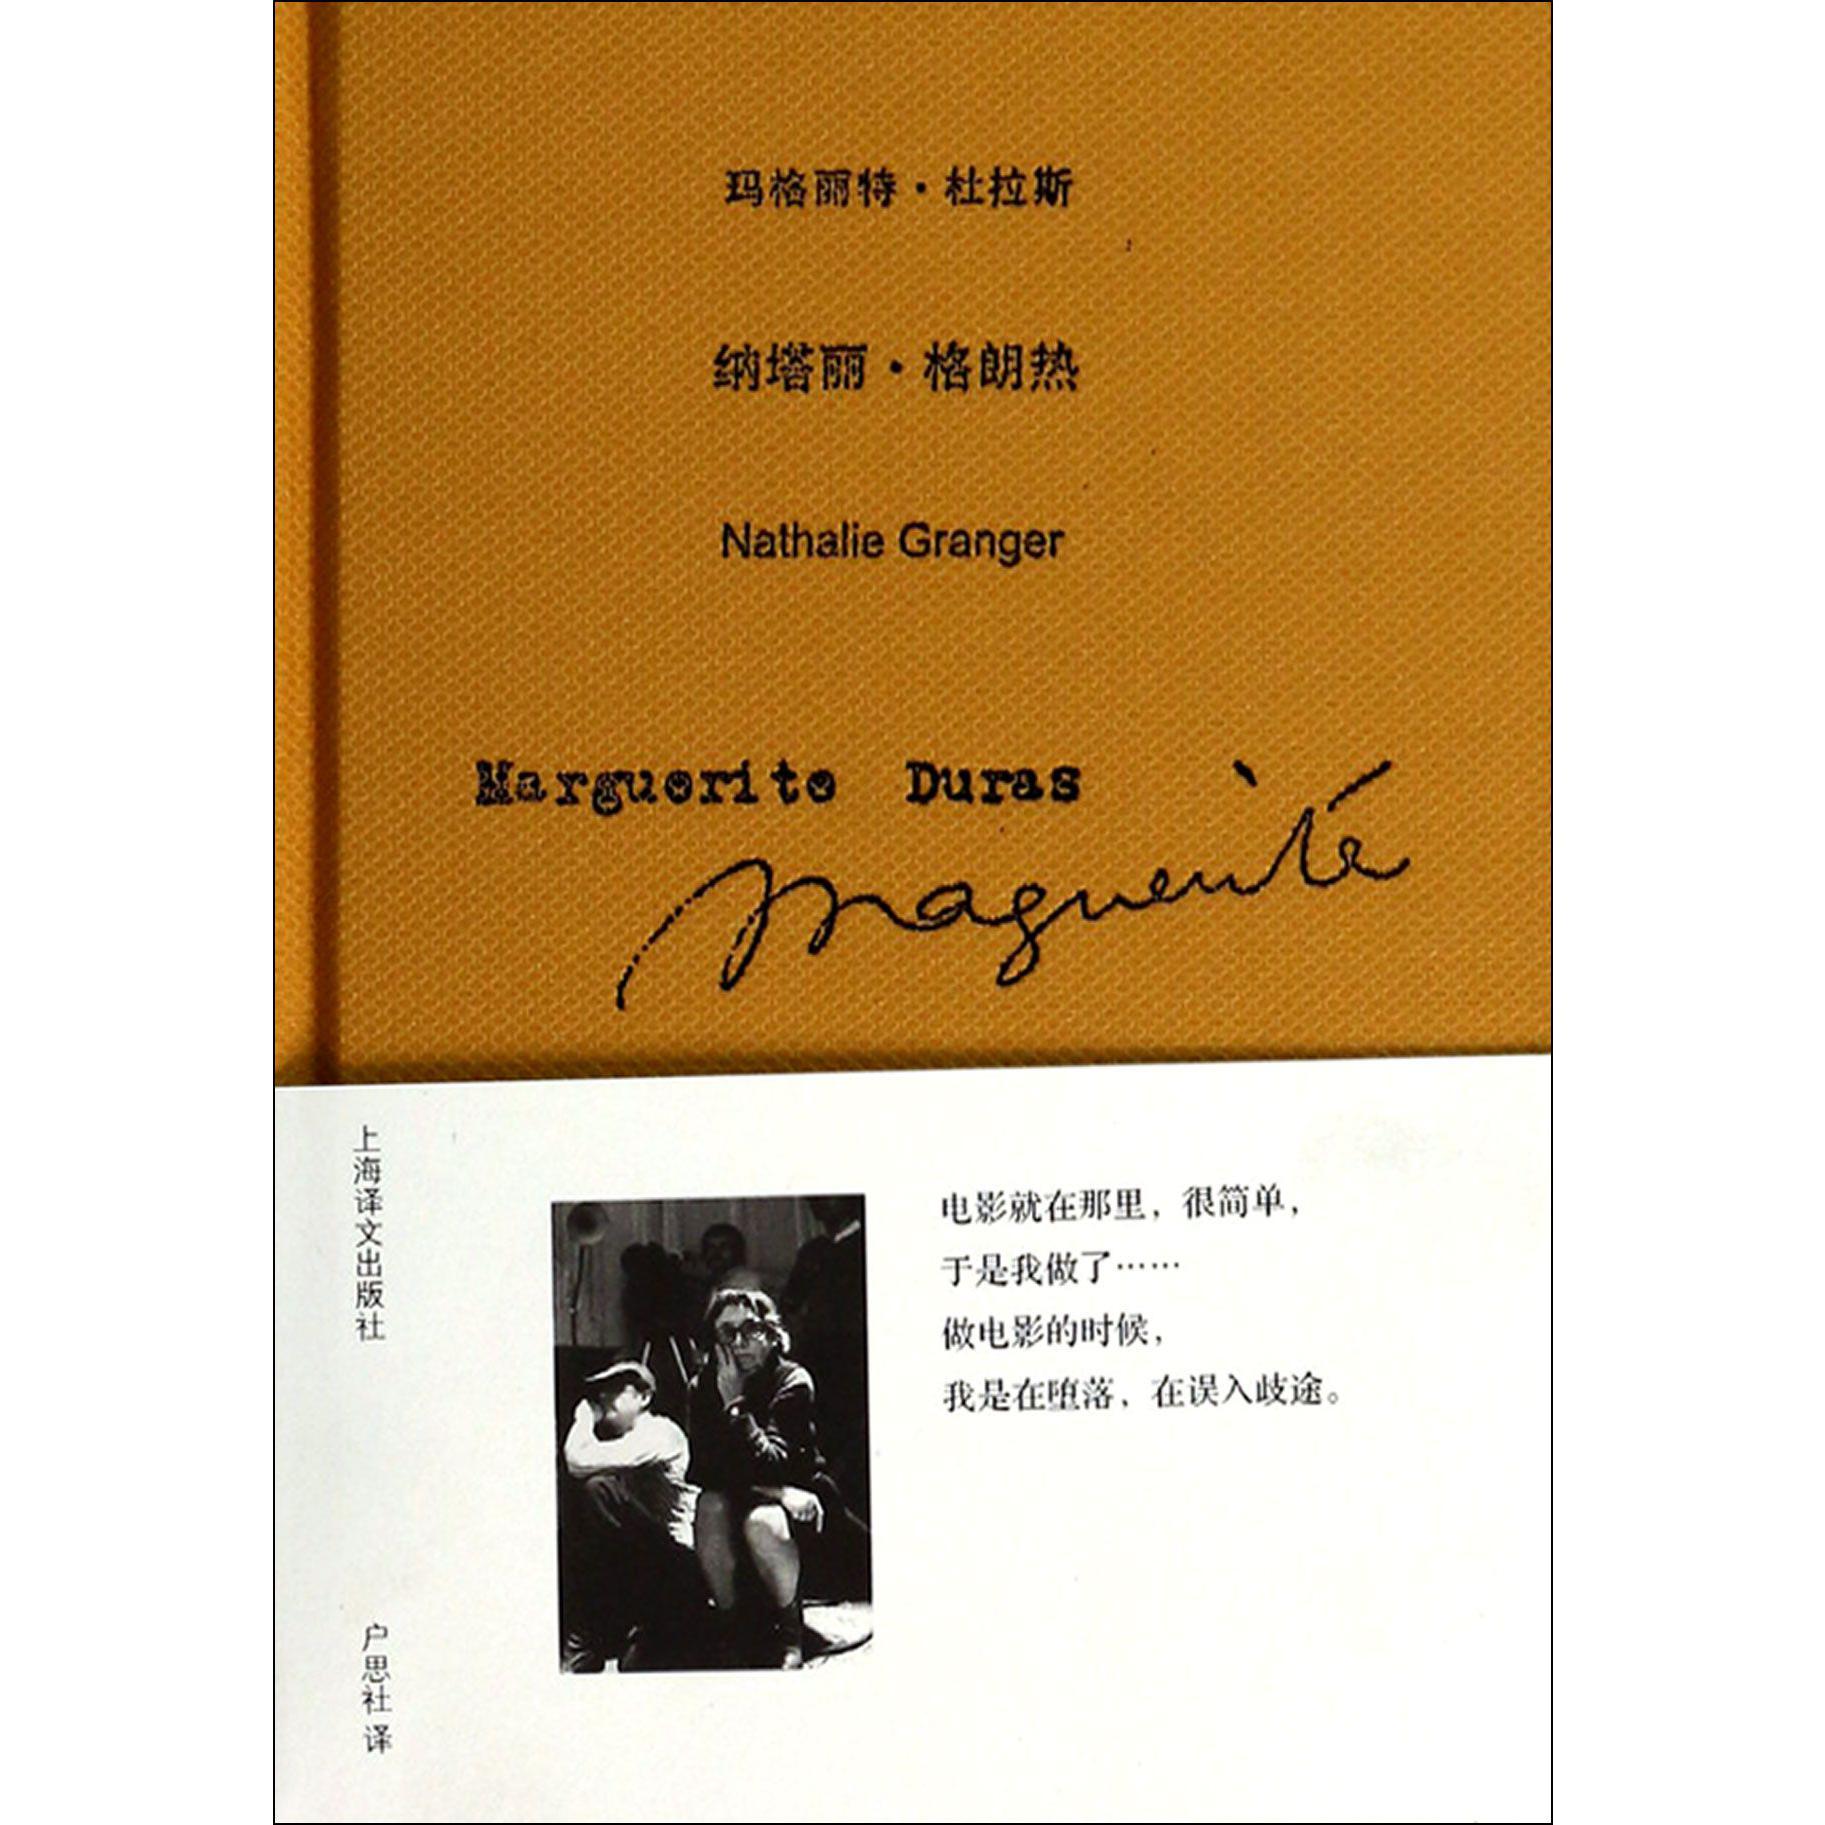 玛格丽特·杜拉斯
纳塔丽·格朗热
Nathalie Granger
Marguerite Duras
Marguerite
上海译文出版社
户思社 译
电影就在那里，很简单，
于是我做了……
做电影的时候，
我是在堕落，在误入歧途。